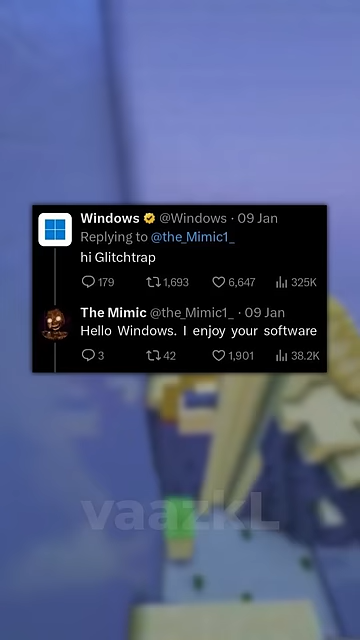 Windows @Windows · 09 Jan
Replying to @the_Mimic1_
hi Glitchtrap
179 1,693 6,647 325K
The Mimic @the_Mimic1_ · 09 Jan
Hello Windows. I enjoy your software
3 42 1,901 38.2K
vaazkL